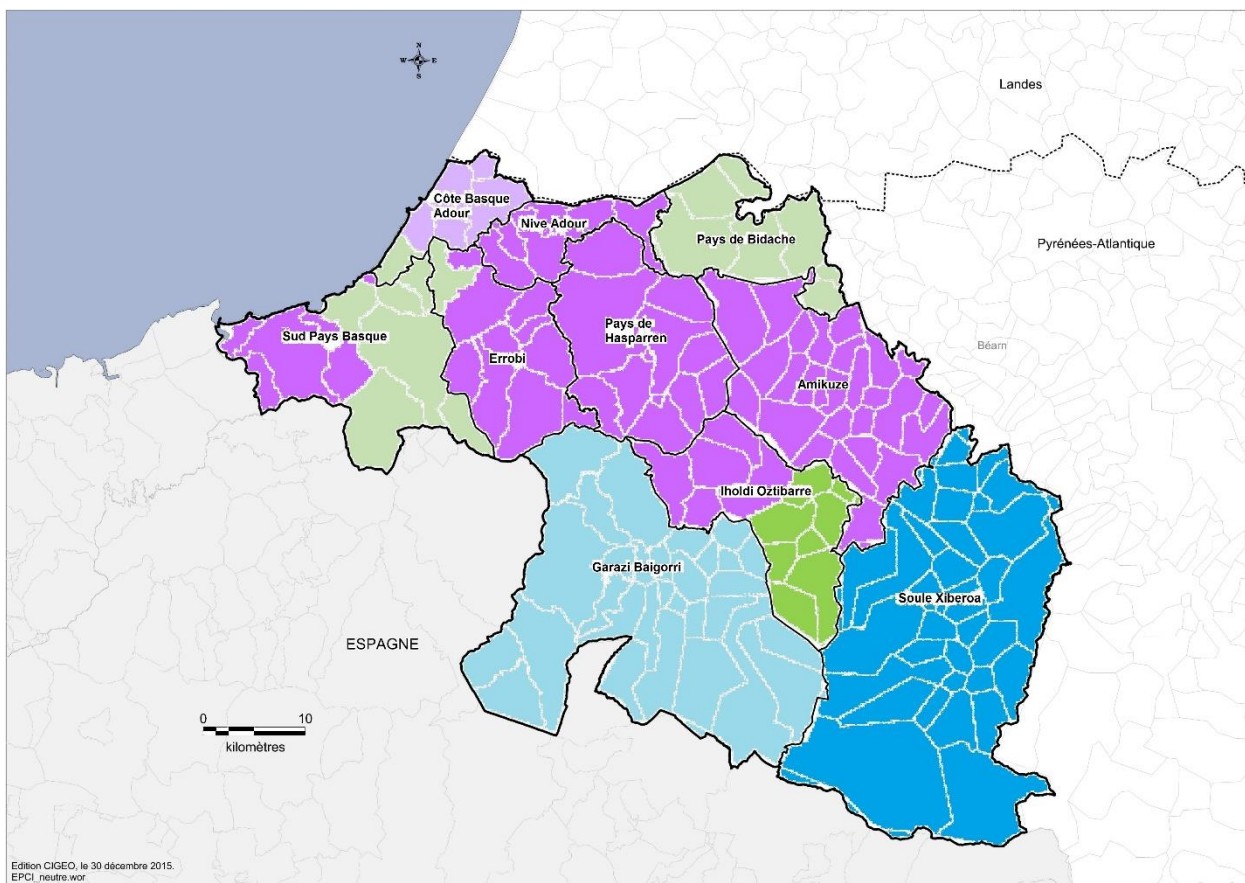 N
W E
S
Landes
Côte Basque
Adour
Nive Adour
Pays de Bidache
Pyrénées-Atlantique
Sud Pays Basque
Pays de
Hasparren
Errobi
Béarn
Amikuze
Iholdi Oztibarre
Garazi Baigorri
Soule Xiberoa
ESPAGNE
0 10
kilomètres
Edition CIGEO, le 30 décembre 2015.
EPCI_neutre.wor